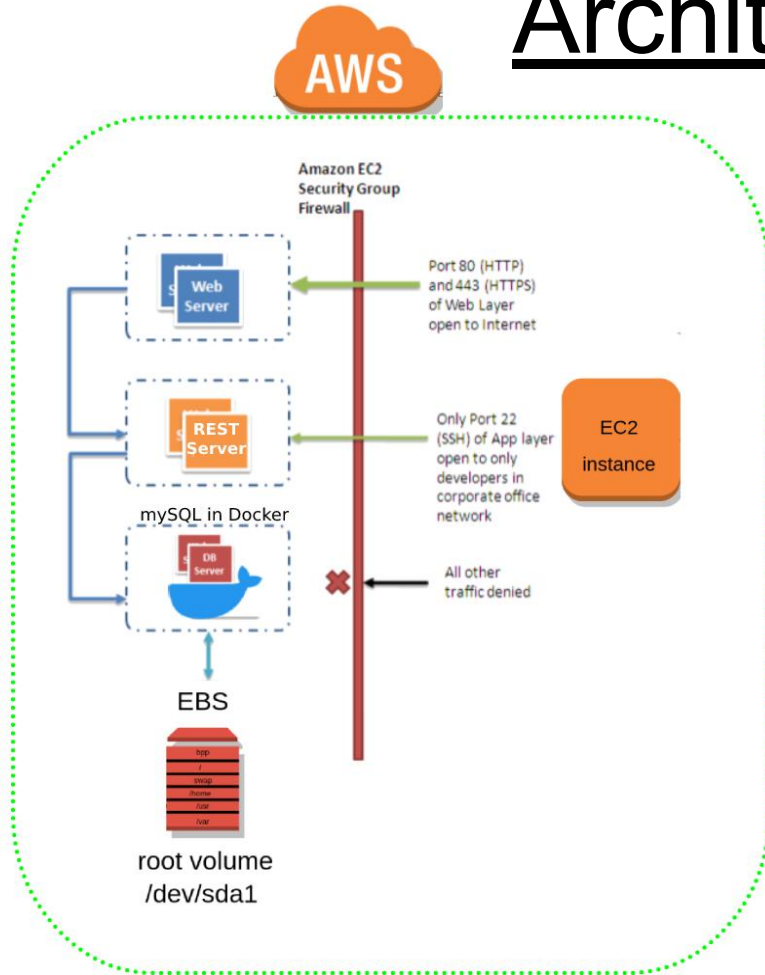 Archit
AWS
Amazon EC2
Security Group
Firewall
Web
Server
Port 80 (HTTP)
and 443 (HTTPS)
of Web Layer
open to Internet
REST
Server
Only Port 22
(SSH) of App layer
open to only
developers in
corporate office
network
EC2
instance
mySQL in Docker
DB
Server
All other
traffic denied
EBS
bpp
/
swap
/home
/usr
/var
root volume
/dev/sda1